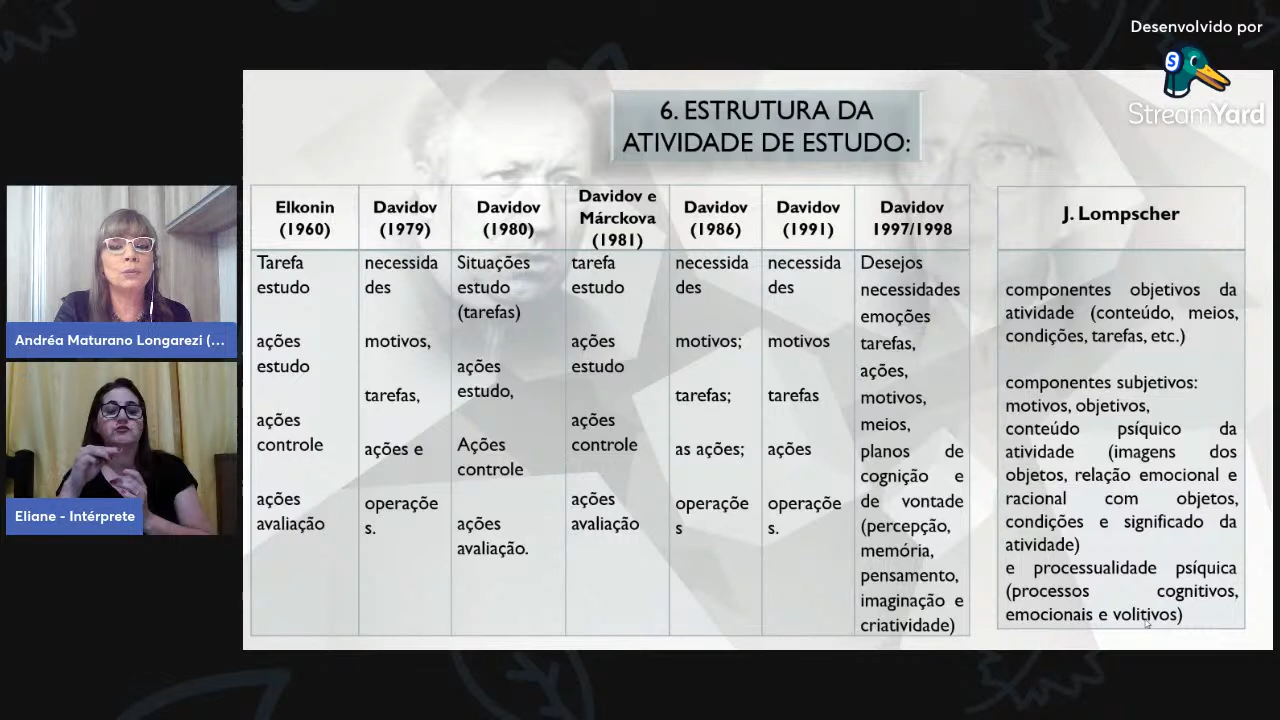 Desenvolvido por
StreamYard
6. ESTRUTURA DA
ATIVIDADE DE ESTUDO:
Elkonin
(1960)
Tarefa
estudo
ações
estudo
ações
controle
ações
avaliação
Davidov
(1979)
necessida
des
motivos,
tarefas,
ações e
operaçõe
s.
Davidov
(1980)
Situações
estudo
(tarefas)
ações
estudo,
Ações
controle
ações
avaliação.
Davidov e
Márckova
(1981)
tarefa
estudo
ações
estudo
ações
controle
ações
avaliação
Davidov
(1986)
necessida
des
motivos;
tarefas;
as ações;
operaçõe
s
Davidov
(1991)
necessida
des
motivos
tarefas
ações
operaçõe
s.
Davidov
1997/1998
Desejos
necessidades
emoções
tarefas,
ações,
motivos,
meios,
planos de
cognição e
de vontade
(percepção,
memória,
pensamento,
imaginação e
criatividade)
J. Lompscher
componentes objetivos da
atividade (conteúdo, meios,
condições, tarefas, etc.)
componentes subjetivos:
motivos, objetivos,
conteúdo psíquico da
atividade (imagens dos
objetos, relação emocional e
racional com objetos,
condições e significado da
atividade)
e processualidade psíquica
(processos cognitivos,
emocionais e volitivos)
Andréa Maturano Longarezi (...
Eliane - Intérprete